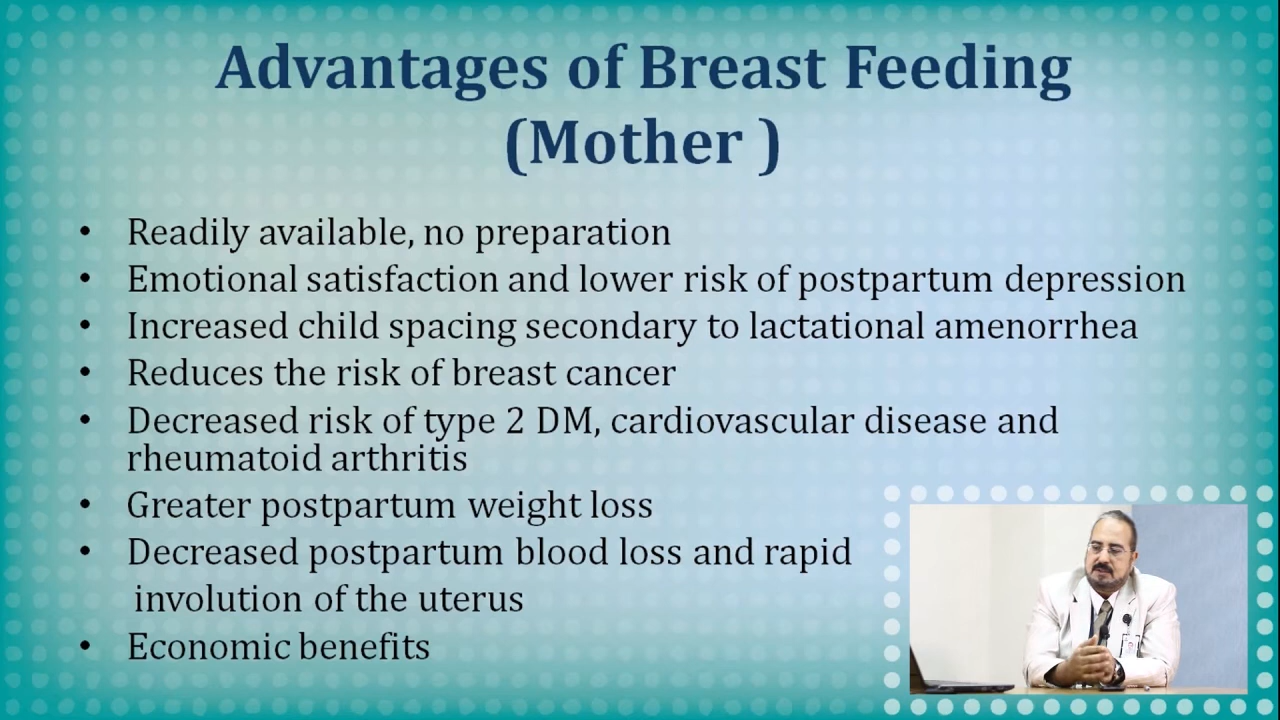 Advantages of Breast Feeding
(Mother )
• Readily available, no preparation
• Emotional satisfaction and lower risk of postpartum depression
• Increased child spacing secondary to lactational amenorrhea
• Reduces the risk of breast cancer
• Decreased risk of type 2 DM, cardiovascular disease and
rheumatoid arthritis
• Greater postpartum weight loss
• Decreased postpartum blood loss and rapid
involution of the uterus
• Economic benefits